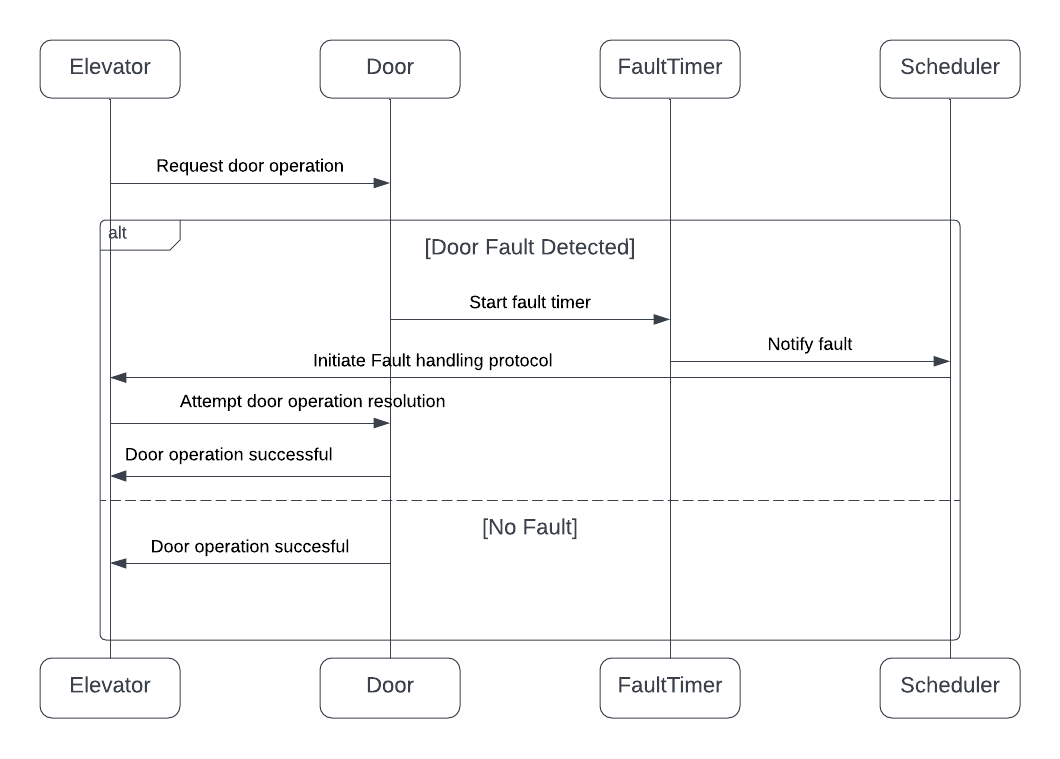 Elevator
Door
FaultTimer
Scheduler
Request door operation
alt
[Door Fault Detected]
Start fault timer
Notify fault
Initiate Fault handling protocol
Attempt door operation resolution
Door operation successful
[No Fault]
Door operation succesful
Elevator
Door
FaultTimer
Scheduler